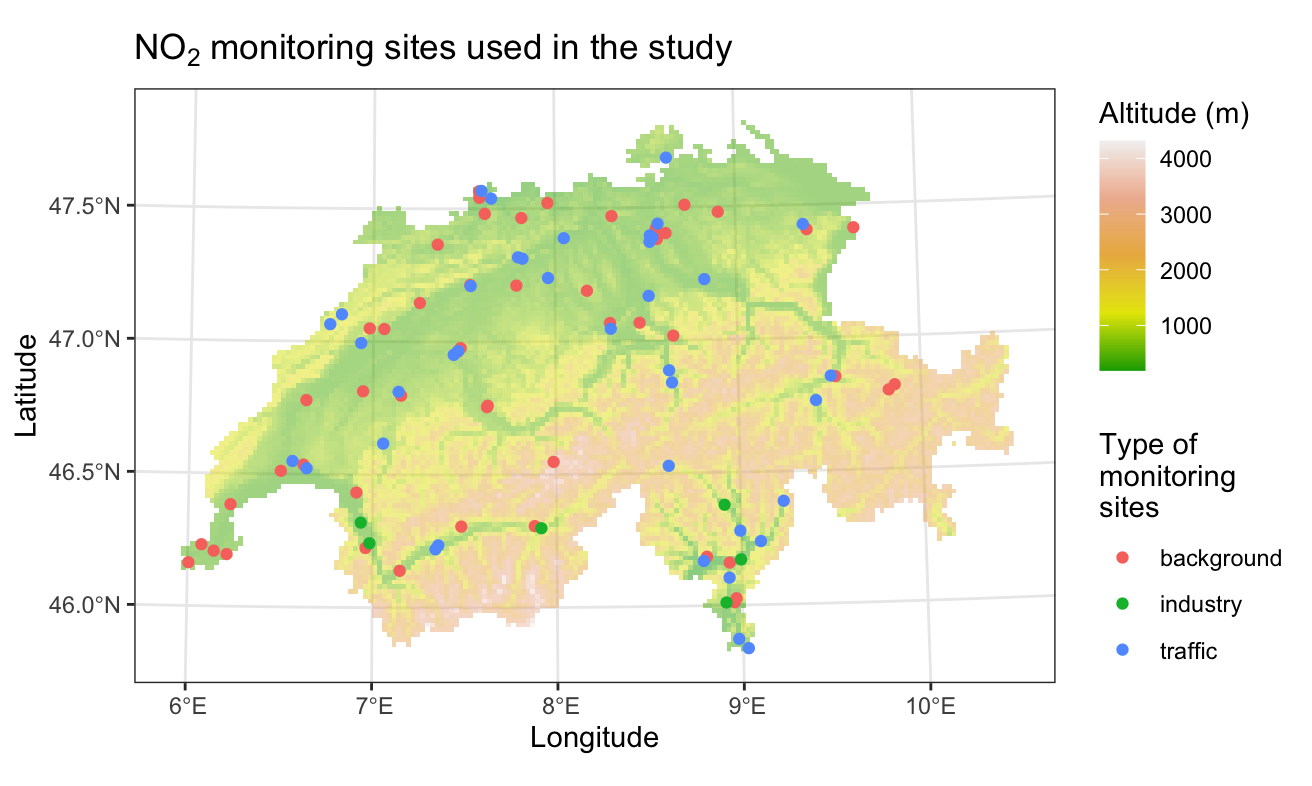 NO₂ monitoring sites used in the study
47.5°N
47.0°N
46.5°N
46.0°N
Latitude
6°E
7°E
8°E
9°E
10°E
Longitude
Altitude (m)
4000
3000
2000
1000
Type of
monitoring
sites
background
industry
traffic